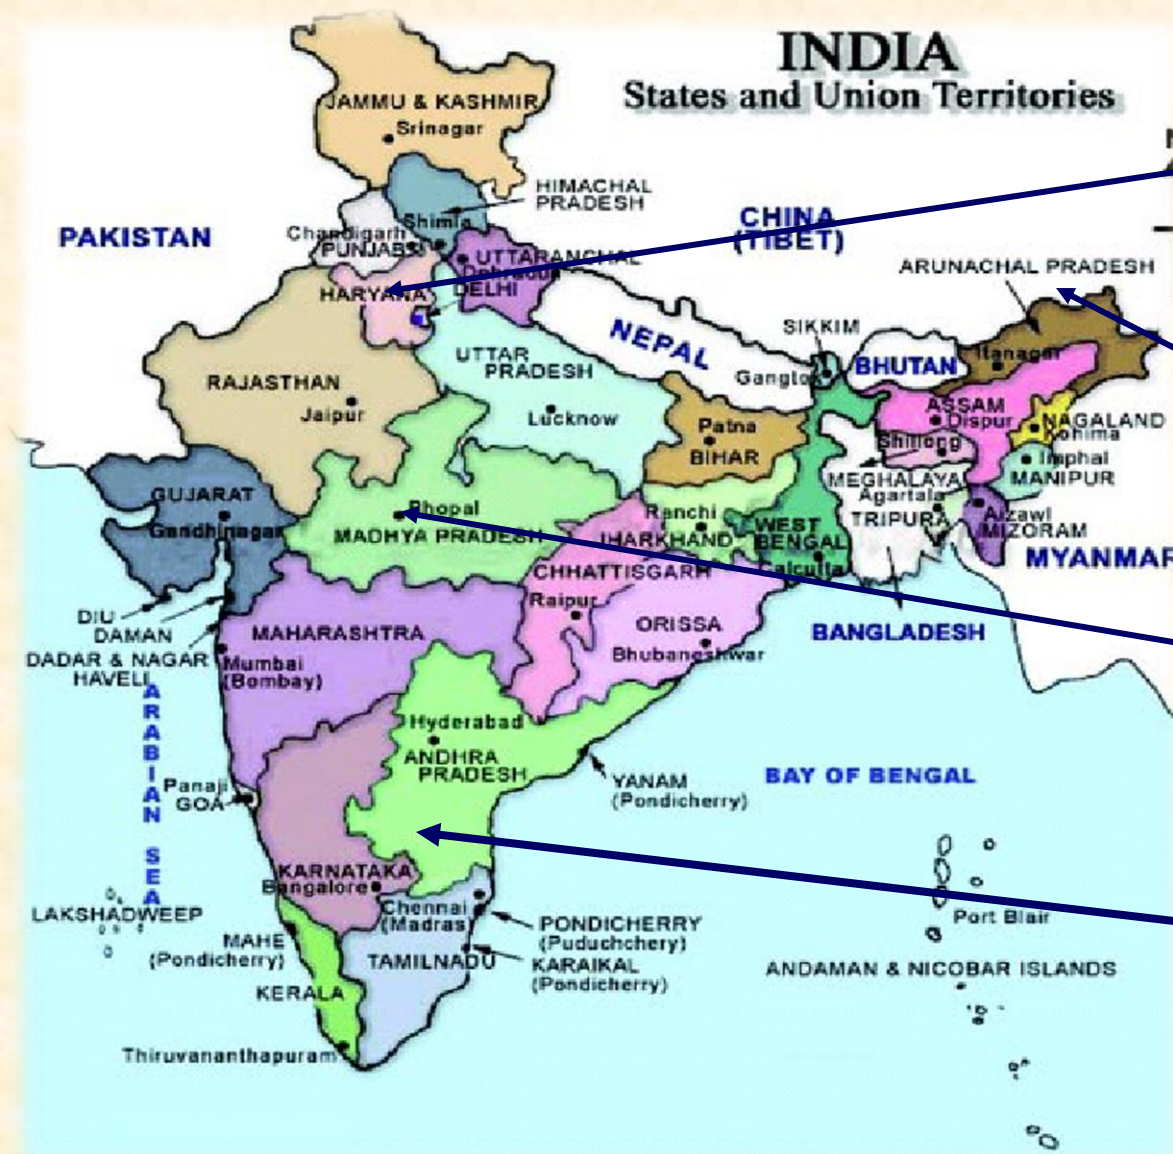 INDIA
States and Union Territories
JAMMU & KASHMIR
Srinagar
HIMACHAL
PRADESH
PAKISTAN
CHINA
(TIBET)
Shimla
Chandigarh
PUNJAB
UTTARANCHAL
DELHI
HARYANA
ARUNACHAL PRADESH
NEPAL
SIKKIM
BHUTAN
Itanagar
Gangtok
UTTAR
PRADESH
RAJASTHAN
Jaipur
Lucknow
ASSAM
Dispur
NAGALAND
Kohima
Patna
BIHAR
Shillong
Imphal
MANIPUR
MEGHALAYA
Agartala
TRIPURA
Aizawl
MIZORAM
GUJARAT
Gandhinagar
Bhopal
MADHYA PRADESH
Ranchi
JHARKHAND
WEST
BENGAL
Calcutta
MYANMAR
CHHATTISGARH
Raipur
ORISSA
Bhubaneshwar
BANGLADESH
DIU
DAMAN
DADAR & NAGAR
HAVELI
MAHARASHTRA
Mumbai
(Bombay)
ARABIAN SEA
Hyderabad
ANDHRA
PRADESH
YANAM
(Pondicherry)
BAY OF BENGAL
Panaji
GOA
KARNATAKA
Bangalore
LAKSHADWEEP
Chennai
(Madras)
PONDICHERRY
(Puduchchery)
Port Blair
MAHE
(Pondicherry)
TAMILNADU
KARAIKAL
(Pondicherry)
ANDAMAN & NICOBAR ISLANDS
KERALA
Thiruvananthapuram